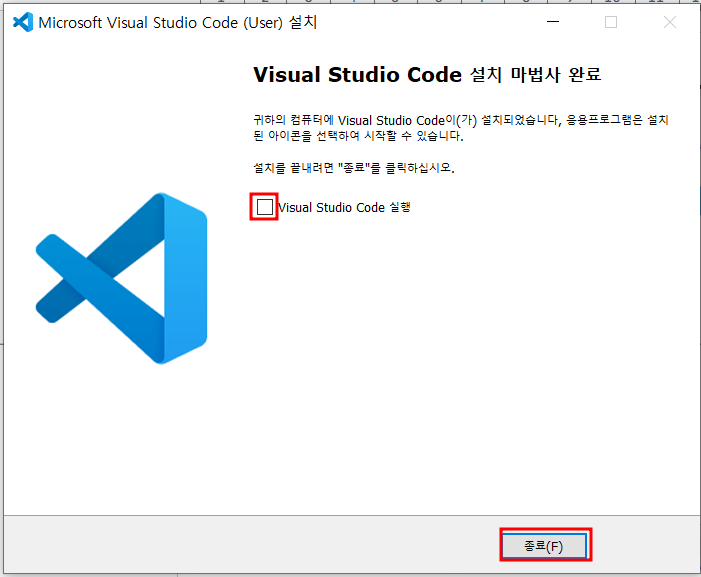 Microsoft Visual Studio Code (User) 설치
Visual Studio Code 설치 마법사 완료
귀하의 컴퓨터에 Visual Studio Code이(가) 설치되었습니다, 응용프로그램은 설치
된 아이콘을 선택하여 시작할 수 있습니다.
설치를 끝내려면 "종료"를 클릭하십시오.
Visual Studio Code 실행
종료(F)